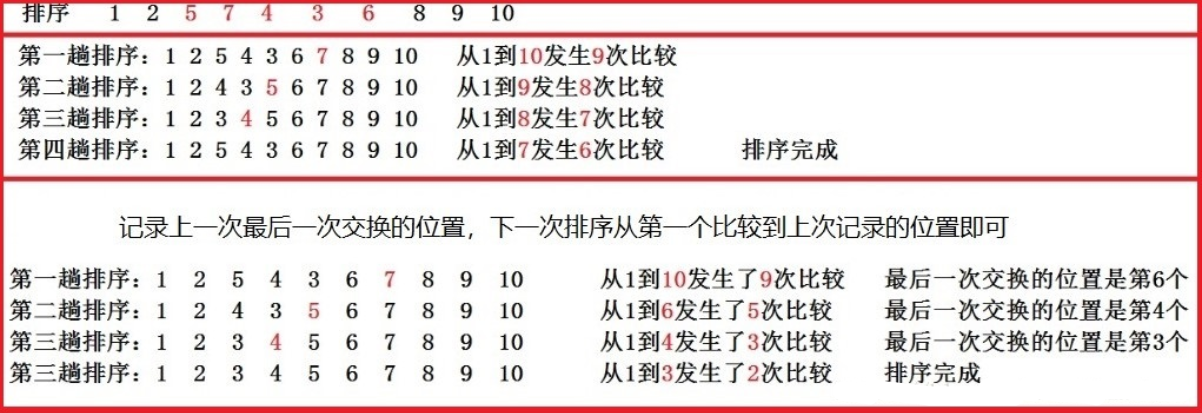 排序 1 2 5 7 4 3 6 8 9 10
第一趟排序：1 2 5 4 3 6 7 8 9 10 从1到10发生9次比较
第二趟排序：1 2 4 3 5 6 7 8 9 10 从1到9发生8次比较
第三趟排序：1 2 3 4 5 6 7 8 9 10 从1到8发生7次比较
第四趟排序：1 2 5 4 3 6 7 8 9 10 从1到7发生6次比较 排序完成
记录上一次最后一次交换的位置，下一次排序从第一个比较到上次记录的位置即可
第一趟排序：1 2 5 4 3 6 7 8 9 10 从1到10发生了9次比较 最后一次交换的位置是第6个
第二趟排序：1 2 4 3 5 6 7 8 9 10 从1到6发生了5次比较 最后一次交换的位置是第4个
第三趟排序：1 2 3 4 5 6 7 8 9 10 从1到4发生了3次比较 最后一次交换的位置是第3个
第三趟排序：1 2 3 4 5 6 7 8 9 10 从1到3发生了2次比较 排序完成